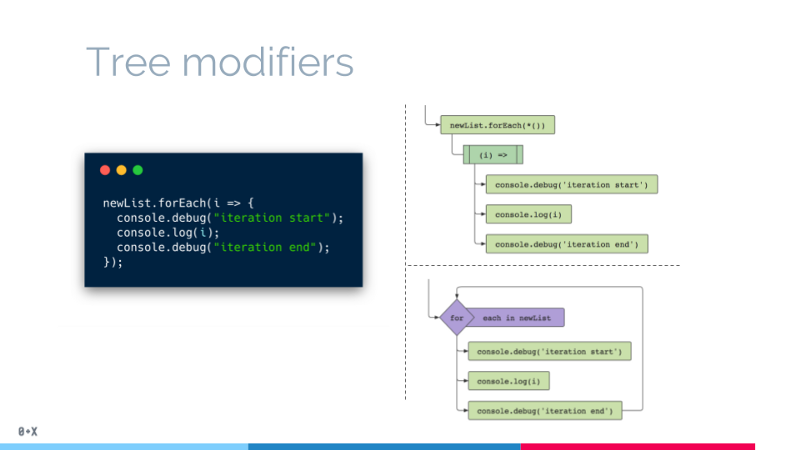 Tree modifiers
newList.forEach(i => {
  console.debug("iteration start");
  console.log(i);
  console.debug("iteration end");
});
newList.forEach(*())
(i) =>
console.debug('iteration start')
console.log(i)
console.debug('iteration end')
for each in newList
console.debug('iteration start')
console.log(i)
console.debug('iteration end')
0→X